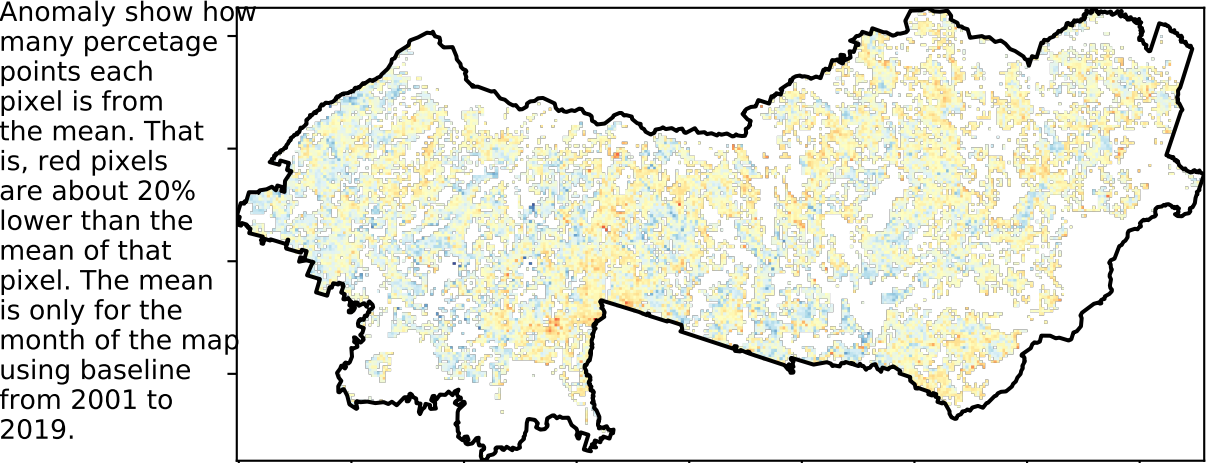 Anomaly show how
many percetage
points each
pixel is from
the mean. That
is, red pixels
are about 20%
lower than the
mean of that
pixel. The mean
is only for the
month of the map
using baseline
from 2001 to
2019.